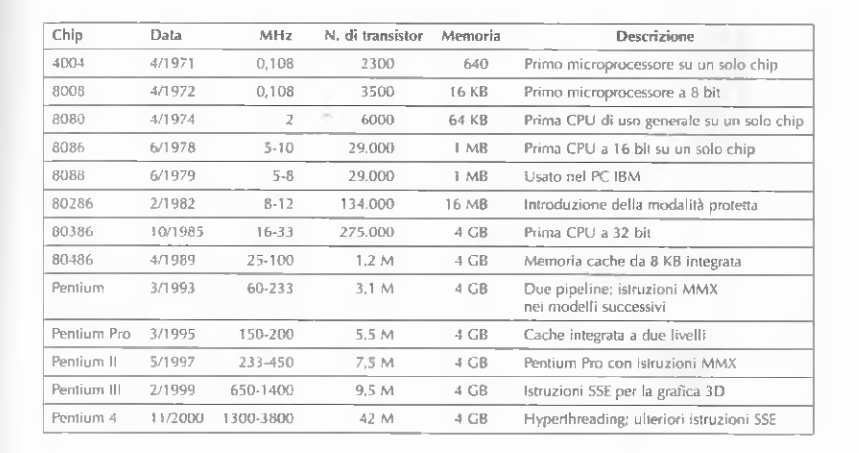 Chip Data MHz N. di transistor Memoria Descrizione
4004 4/1971 0,108 2300 640 Primo microprocessore su un solo chip
8008 4/1972 0,108 3500 16 KB Primo microprocessore a 8 bit
8080 4/1974 2 6000 64 KB Prima CPU di uso generale su un solo chip
8086 6/1978 5-10 29.000 1 MB Prima CPU a 16 bit su un solo chip
8088 6/1979 5-8 29.000 1 MB Usato nel PC IBM
80286 2/1982 8-12 134.000 16 MB Introduzione della modalità protetta
80386 10/1985 16-33 275.000 4 GB Prima CPU a 32 bit
80486 4/1989 25-100 1,2 M 4 GB Memoria cache da 8 KB integrata
Pentium 3/1993 60-233 3,1 M 4 GB Due pipeline; istruzioni MMX
nei modelli successivi
Pentium Pro 3/1995 150-200 5,5 M 4 GB Cache integrata a due livelli
Pentium II 5/1997 233-450 7,5 M 4 GB Pentium Pro con istruzioni MMX
Pentium III 2/1999 650-1400 9,5 M 4 GB Istruzioni SSE per la grafica 3D
Pentium 4 11/2000 1300-3800 42 M 4 GB Hyperthreading; ulteriori istruzioni SSE